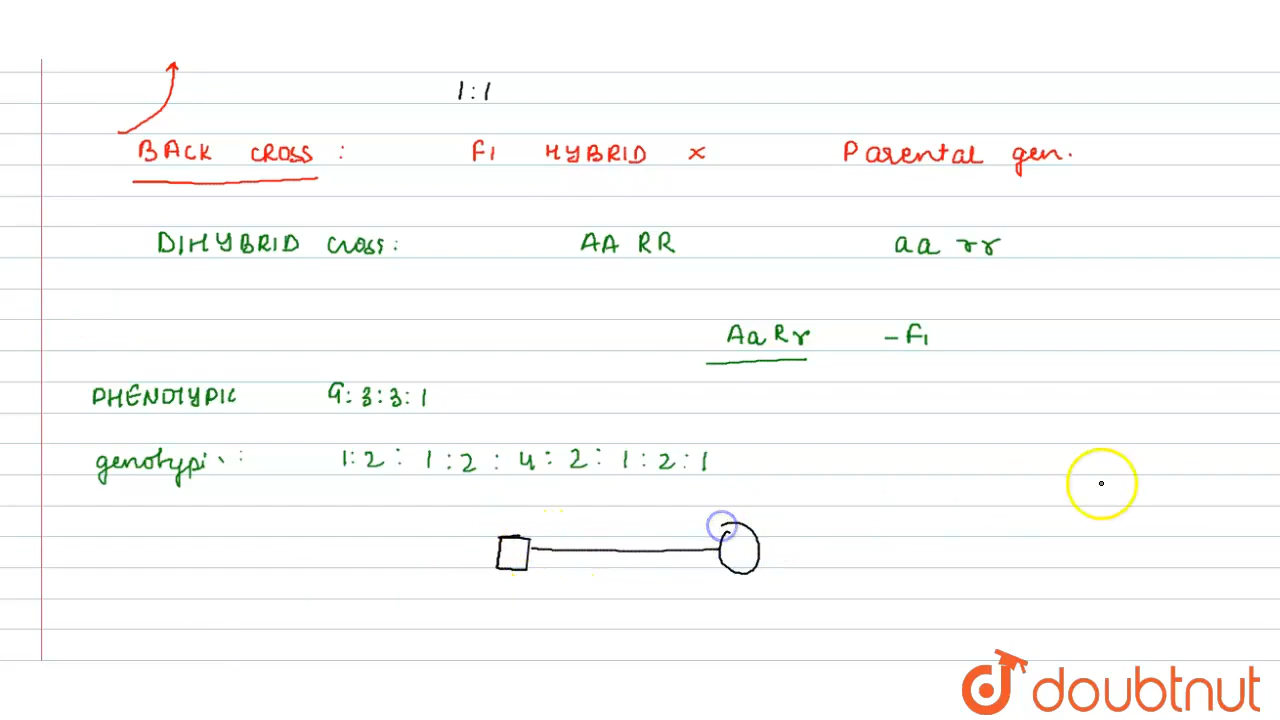 1:1
BACK CROSS : F1 HYBRID × Parental gen.
DIHYBRID CROSS: AA RR aa rr
AaRr - F1
PHENOTYPIC 9:3:3:1
genotypi : 1:2: 1:2: 4:2: 1:2:1
doubtnut